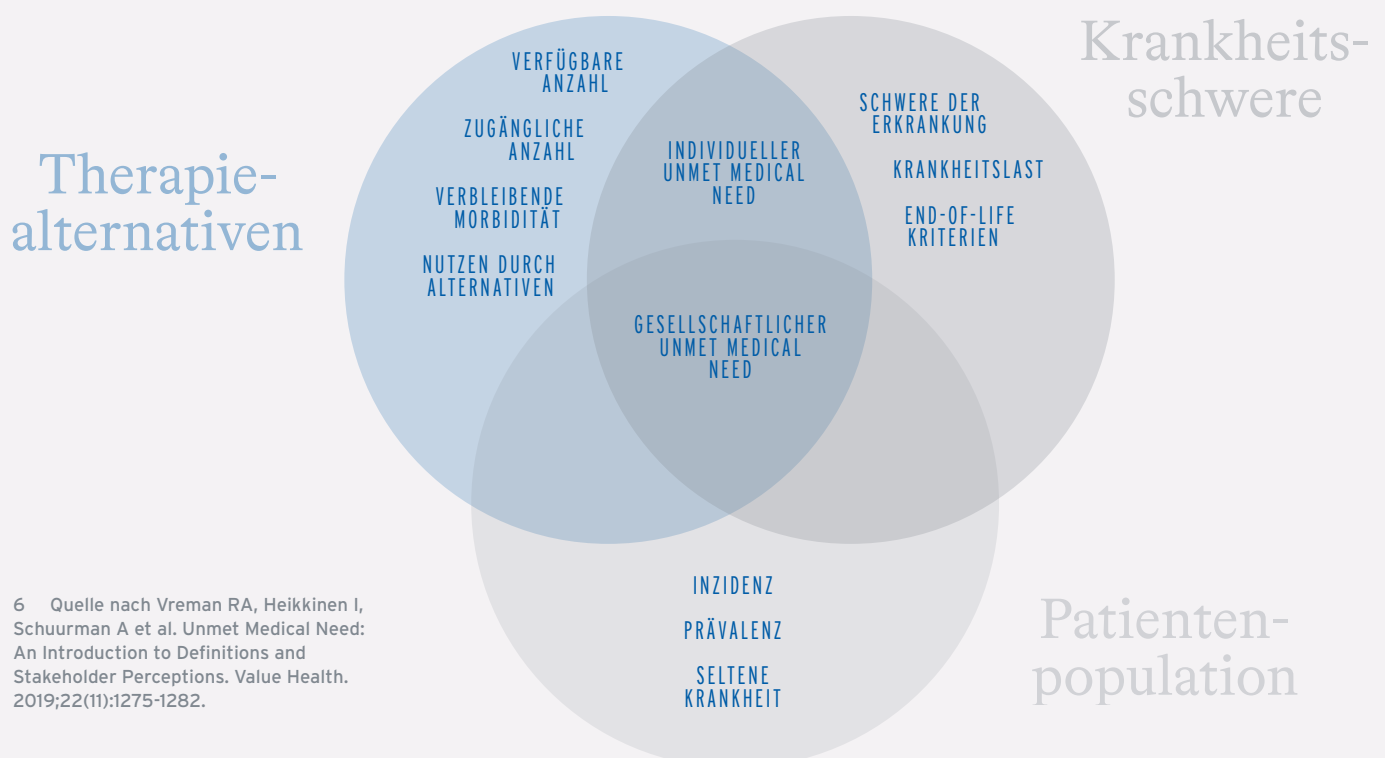 Therapie-
alternativen
VERFÜGBARE
ANZAHL
ZUGÄNGLICHE
ANZAHL
VERBLEIBENDE
MORBIDITÄT
NUTZEN DURCH
ALTERNATIVEN
INDIVIDUELLER
UNMET MEDICAL
NEED
GESELLSCHAFTLICHER
UNMET MEDICAL
NEED
Krankheits-
schwere
SCHWERE DER
ERKRANKUNG
KRANKHEITSLAST
END-OF-LIFE
KRITERIEN
INZIDENZ
PRÄVALENZ
SELTENE
KRANKHEIT
Patienten-
population
6 Quelle nach Vreman RA, Heikkinen I,
Schuurman A et al. Unmet Medical Need:
An Introduction to Definitions and
Stakeholder Perceptions. Value Health.
2019;22(11):1275-1282.